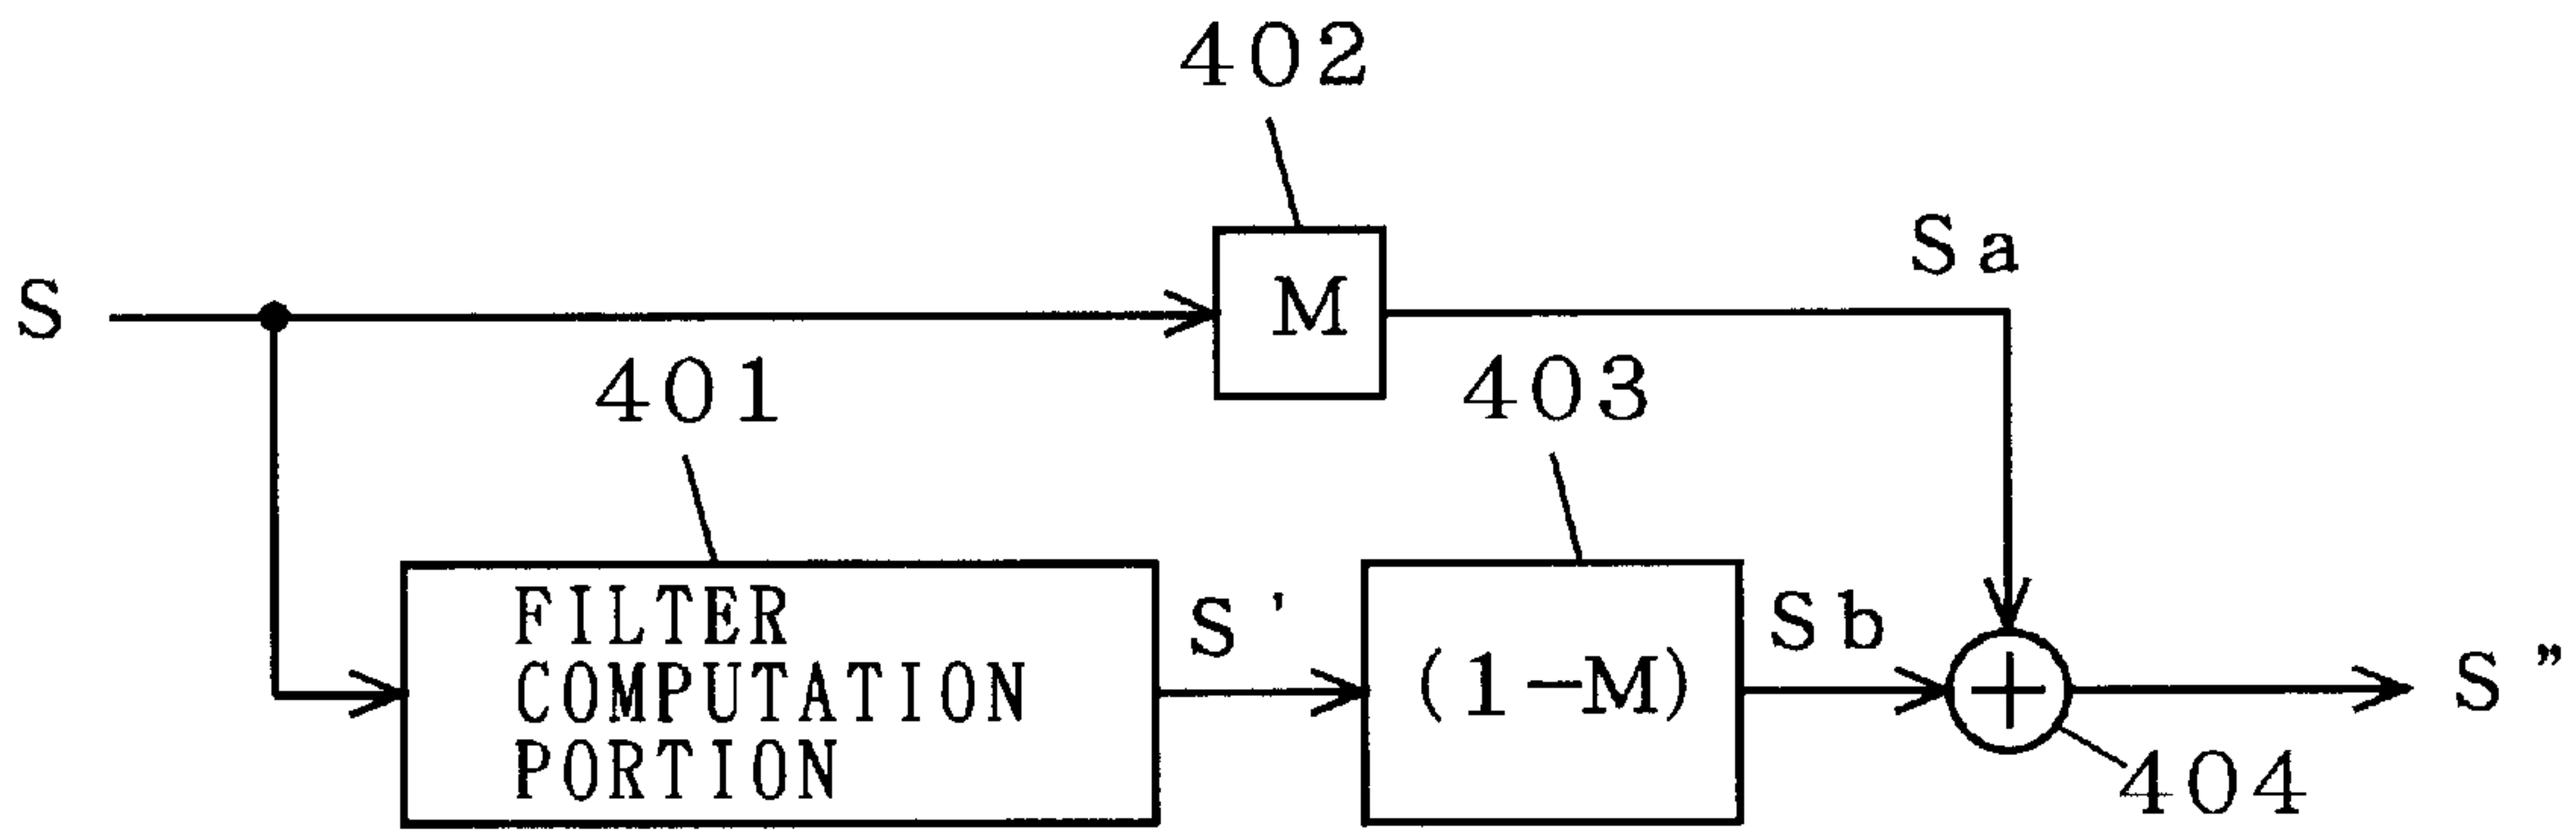 402
Sa
S
M
401
403
FILTER
COMPUTATION
PORTION
S'
(1-M)
Sb
+
S”
404